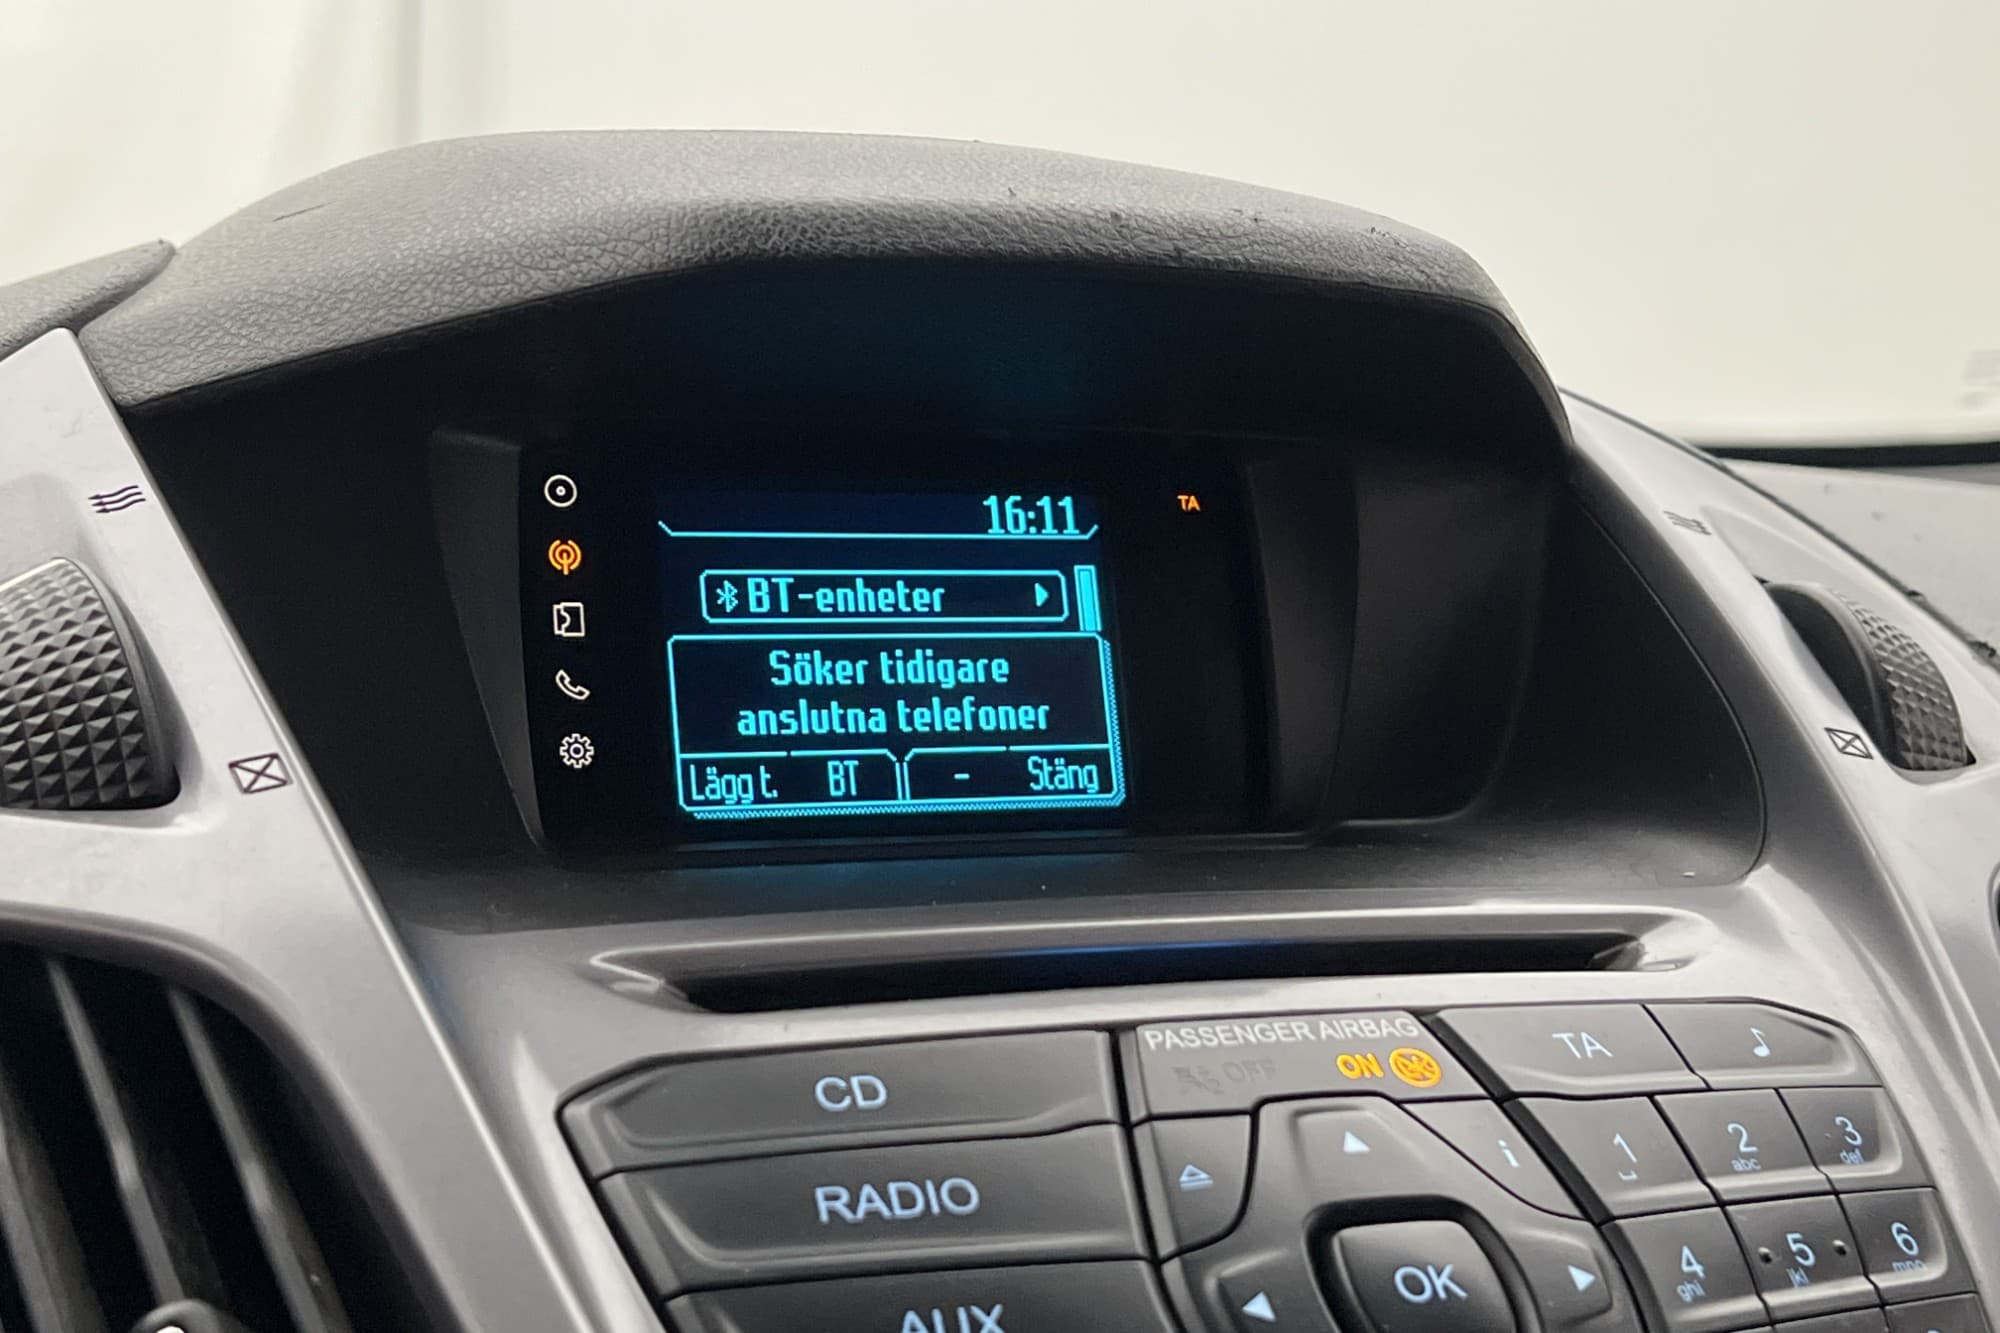 16:11
TA
BT-enheter
Söker tidigare
anslutna telefoner
Lägg t. BT - Stäng
PASSENGER AIRBAG
OFF ON
CD
TA
RADIO
i
1
2 abc
3 def
OK
4 ghi
5 jkl
6 mno
AUX